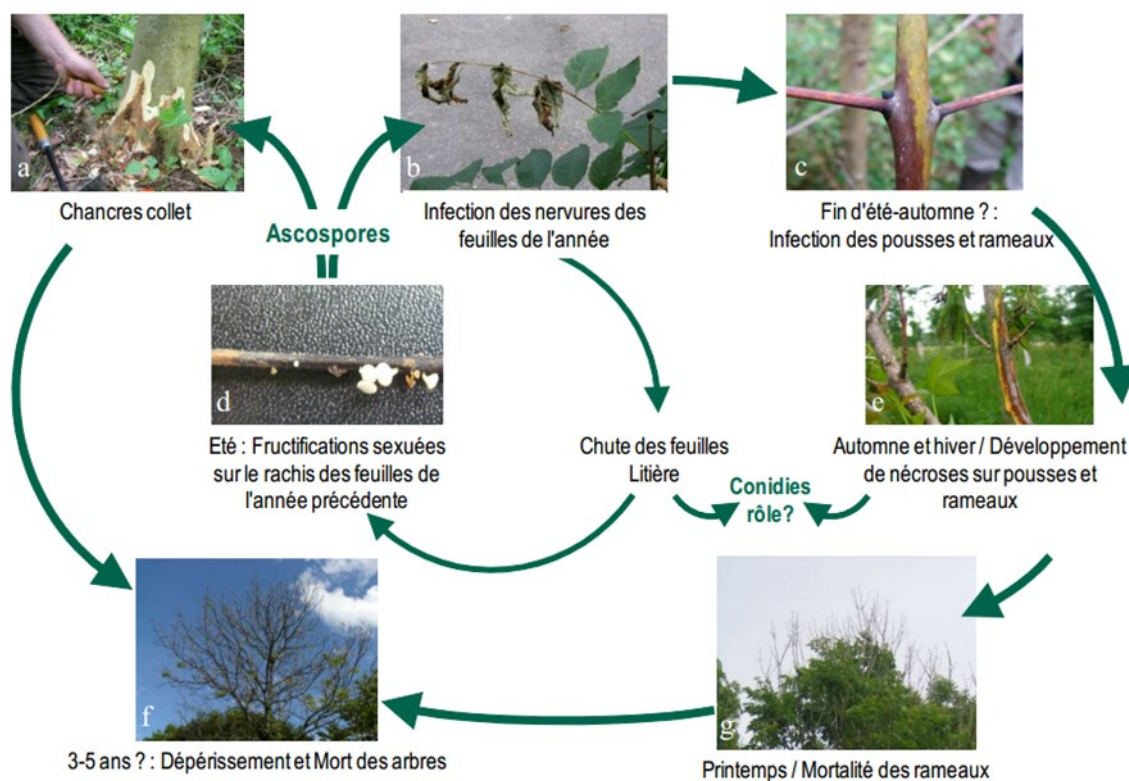 a
Chancres collet
b
Infection des nervures des
feuilles de l'année
c
Fin d'été-automne ? :
Infection des pousses et rameaux
Ascospores
d
Eté : Fructifications sexuées
sur le rachis des feuilles de
l'année précédente
Chute des feuilles
Litière
Conidies
rôle?
e
Automne et hiver / Développement
de nécroses sur pousses et
rameaux
f
3-5 ans ? : Dépérissement et Mort des arbres
g
Printemps / Mortalité des rameaux